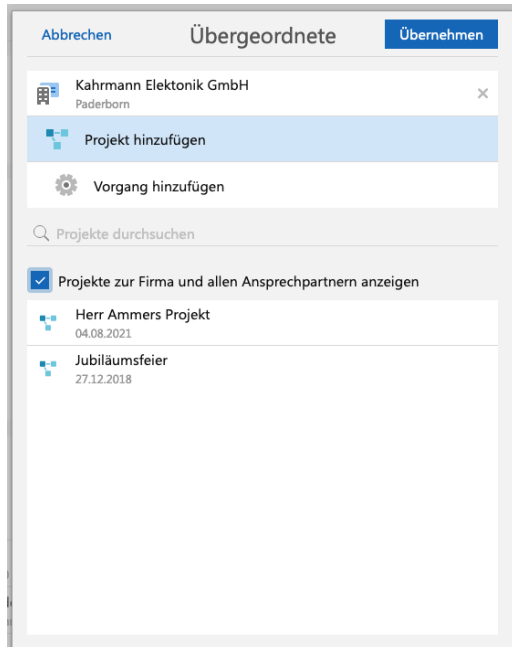 Abbrechen Übergeordnete Übernehmen
Kahrmann Elektonik GmbH
Paderborn
Projekt hinzufügen
Vorgang hinzufügen
Projekte durchsuchen
Projekte zur Firma und allen Ansprechpartnern anzeigen
Herr Ammers Projekt
04.08.2021
Jubiläumsfeier
27.12.2018